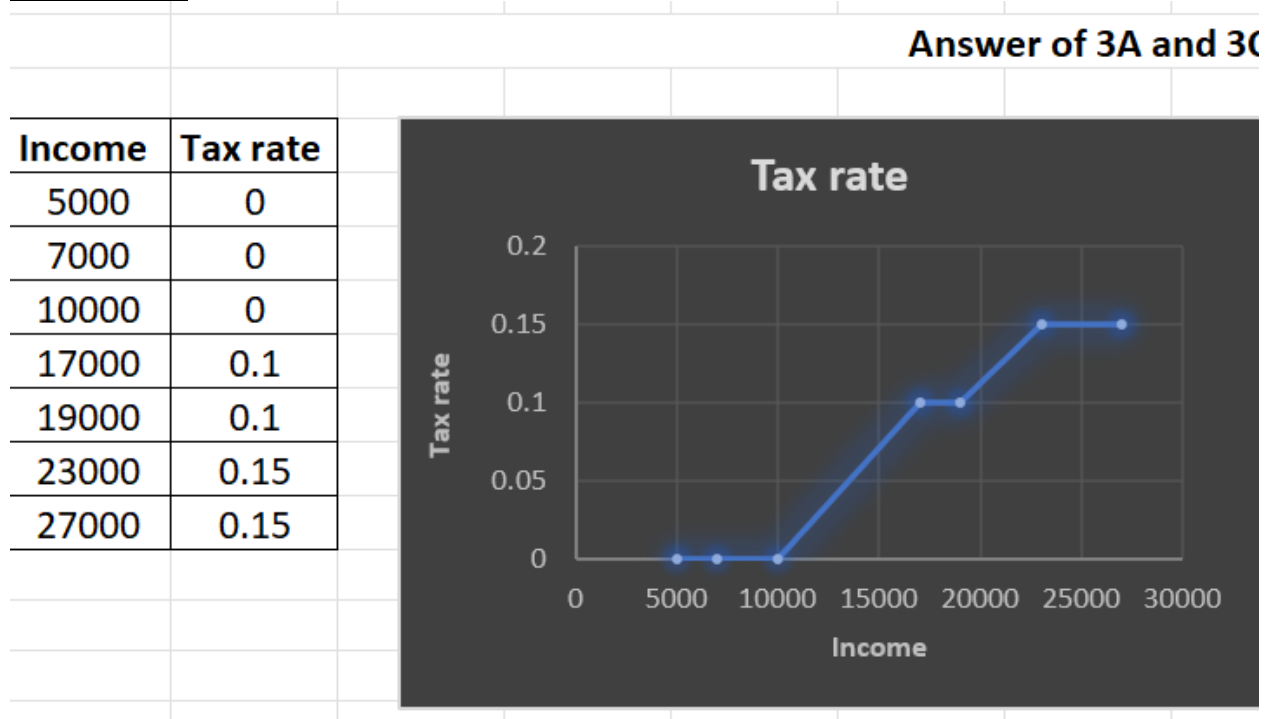 Answer of 3A and 3
Income Tax rate
5000 0
7000 0
10000 0
17000 0.1
19000 0.1
23000 0.15
27000 0.15
Tax rate
0.2
0.15
0.1
0.05
0
Tax rate
0 5000 10000 15000 20000 25000 30000
Income